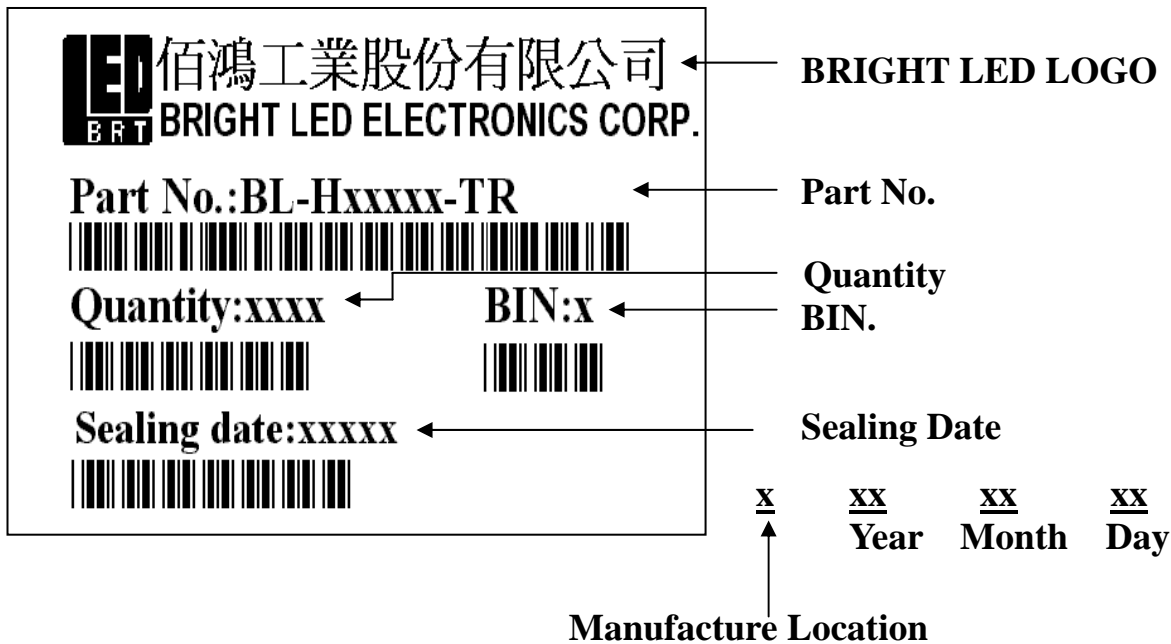 LED 佰鴻工業股份有限公司
BRT BRIGHT LED ELECTRONICS CORP.
BRIGHT LED LOGO
Part No.:BL-Hxxxxx-TR
Part No.
Quantity:xxxx
BIN:x
Quantity
BIN.
Sealing date:xxxxx
Sealing Date
x xx xx xx
Year Month Day
Manufacture Location